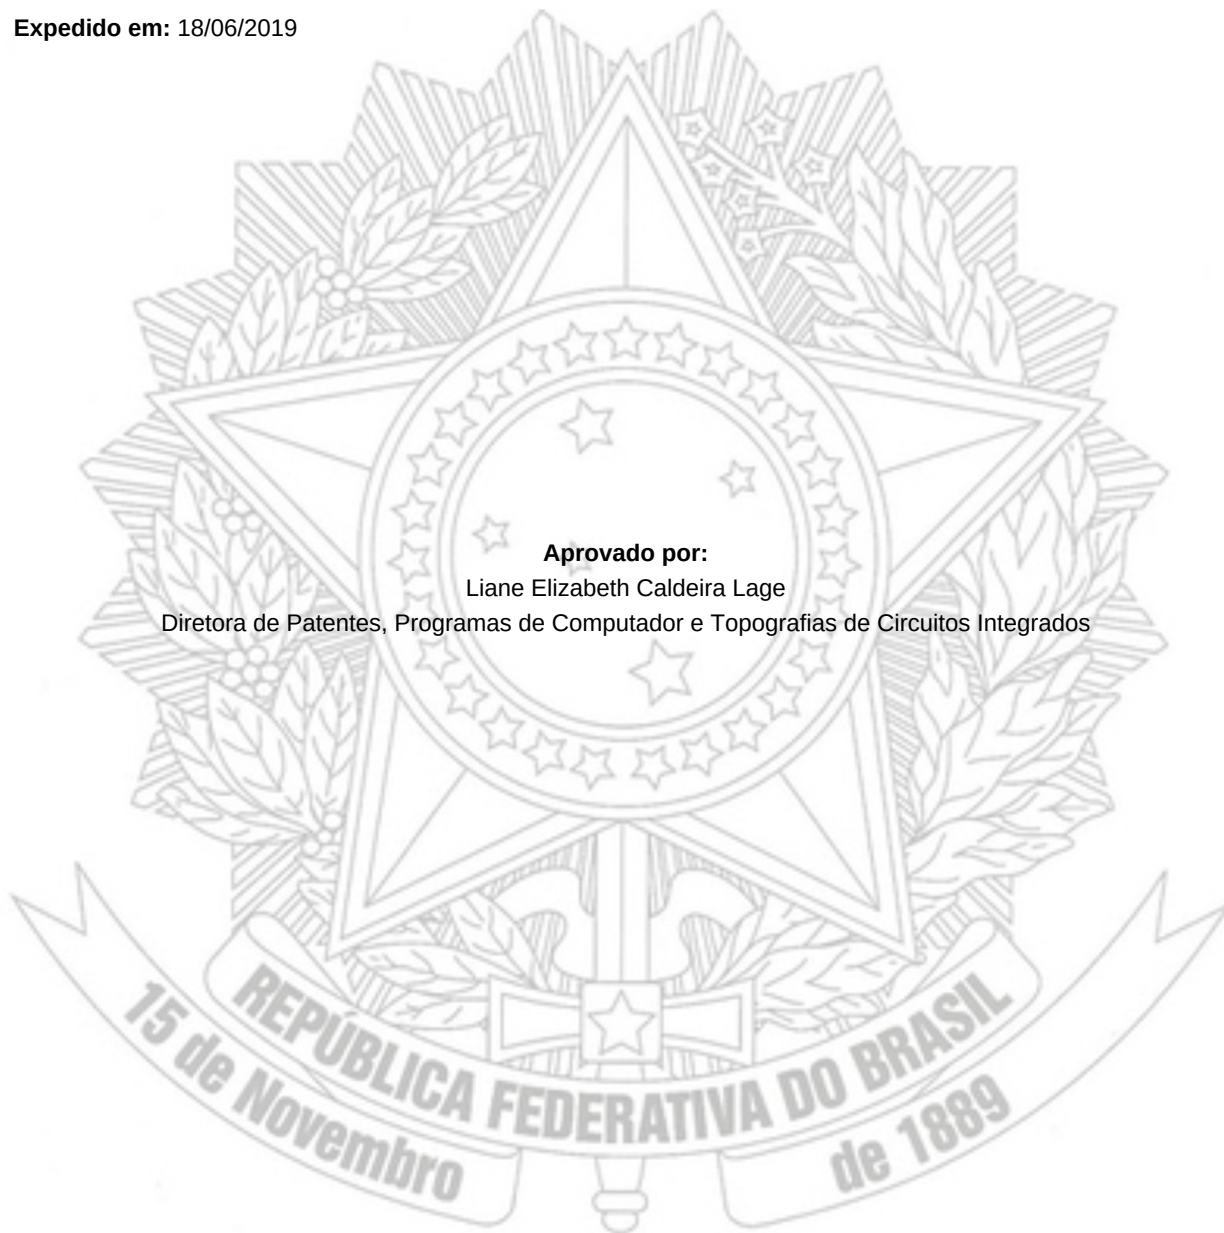 Expedido em: 18/06/2019
Aprovado por:
Liane Elizabeth Caldeira Lage
Diretora de Patentes, Programas de Computador e Topografias de Circuitos Integrados
REPÚBLICA FEDERATIVA DO BRASIL
15 de Novembro
de 1889